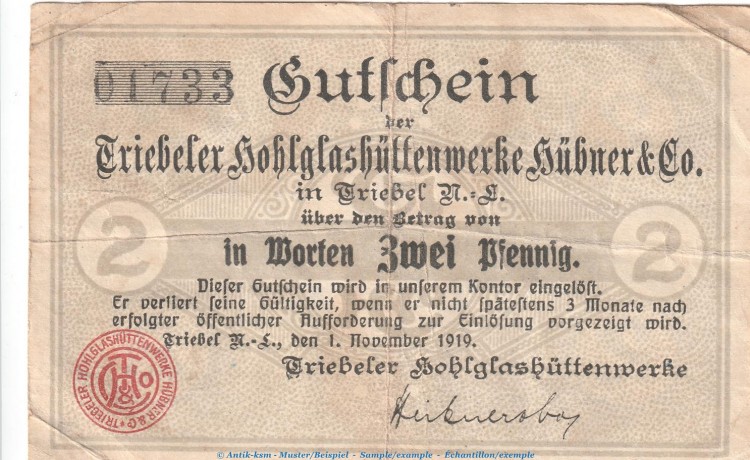 01733 Gutschein
der
Triebeler Hohlglashüttenwerke Hübner & Co.
in Triebel N.-L.
über den Betrag von
2 in Worten Zwei Pfennig. 2
Dieser Gutschein wird in unserem Kontor eingelöst.
Er verliert seine Gültigkeit, wenn er nicht spätestens 3 Monate nach
erfolgter öffentlicher Aufforderung zur Einlösung vorgezeigt wird.
Triebel N.-L., den 1. November 1919.
Triebeler Hohlglashüttenwerke
TRIEBELER HOHLGLASHÜTTENWERKE HÜBNER & Co
© Antik-ksm - Muster/Beispiel - Sample/example - Échantillon/exemple